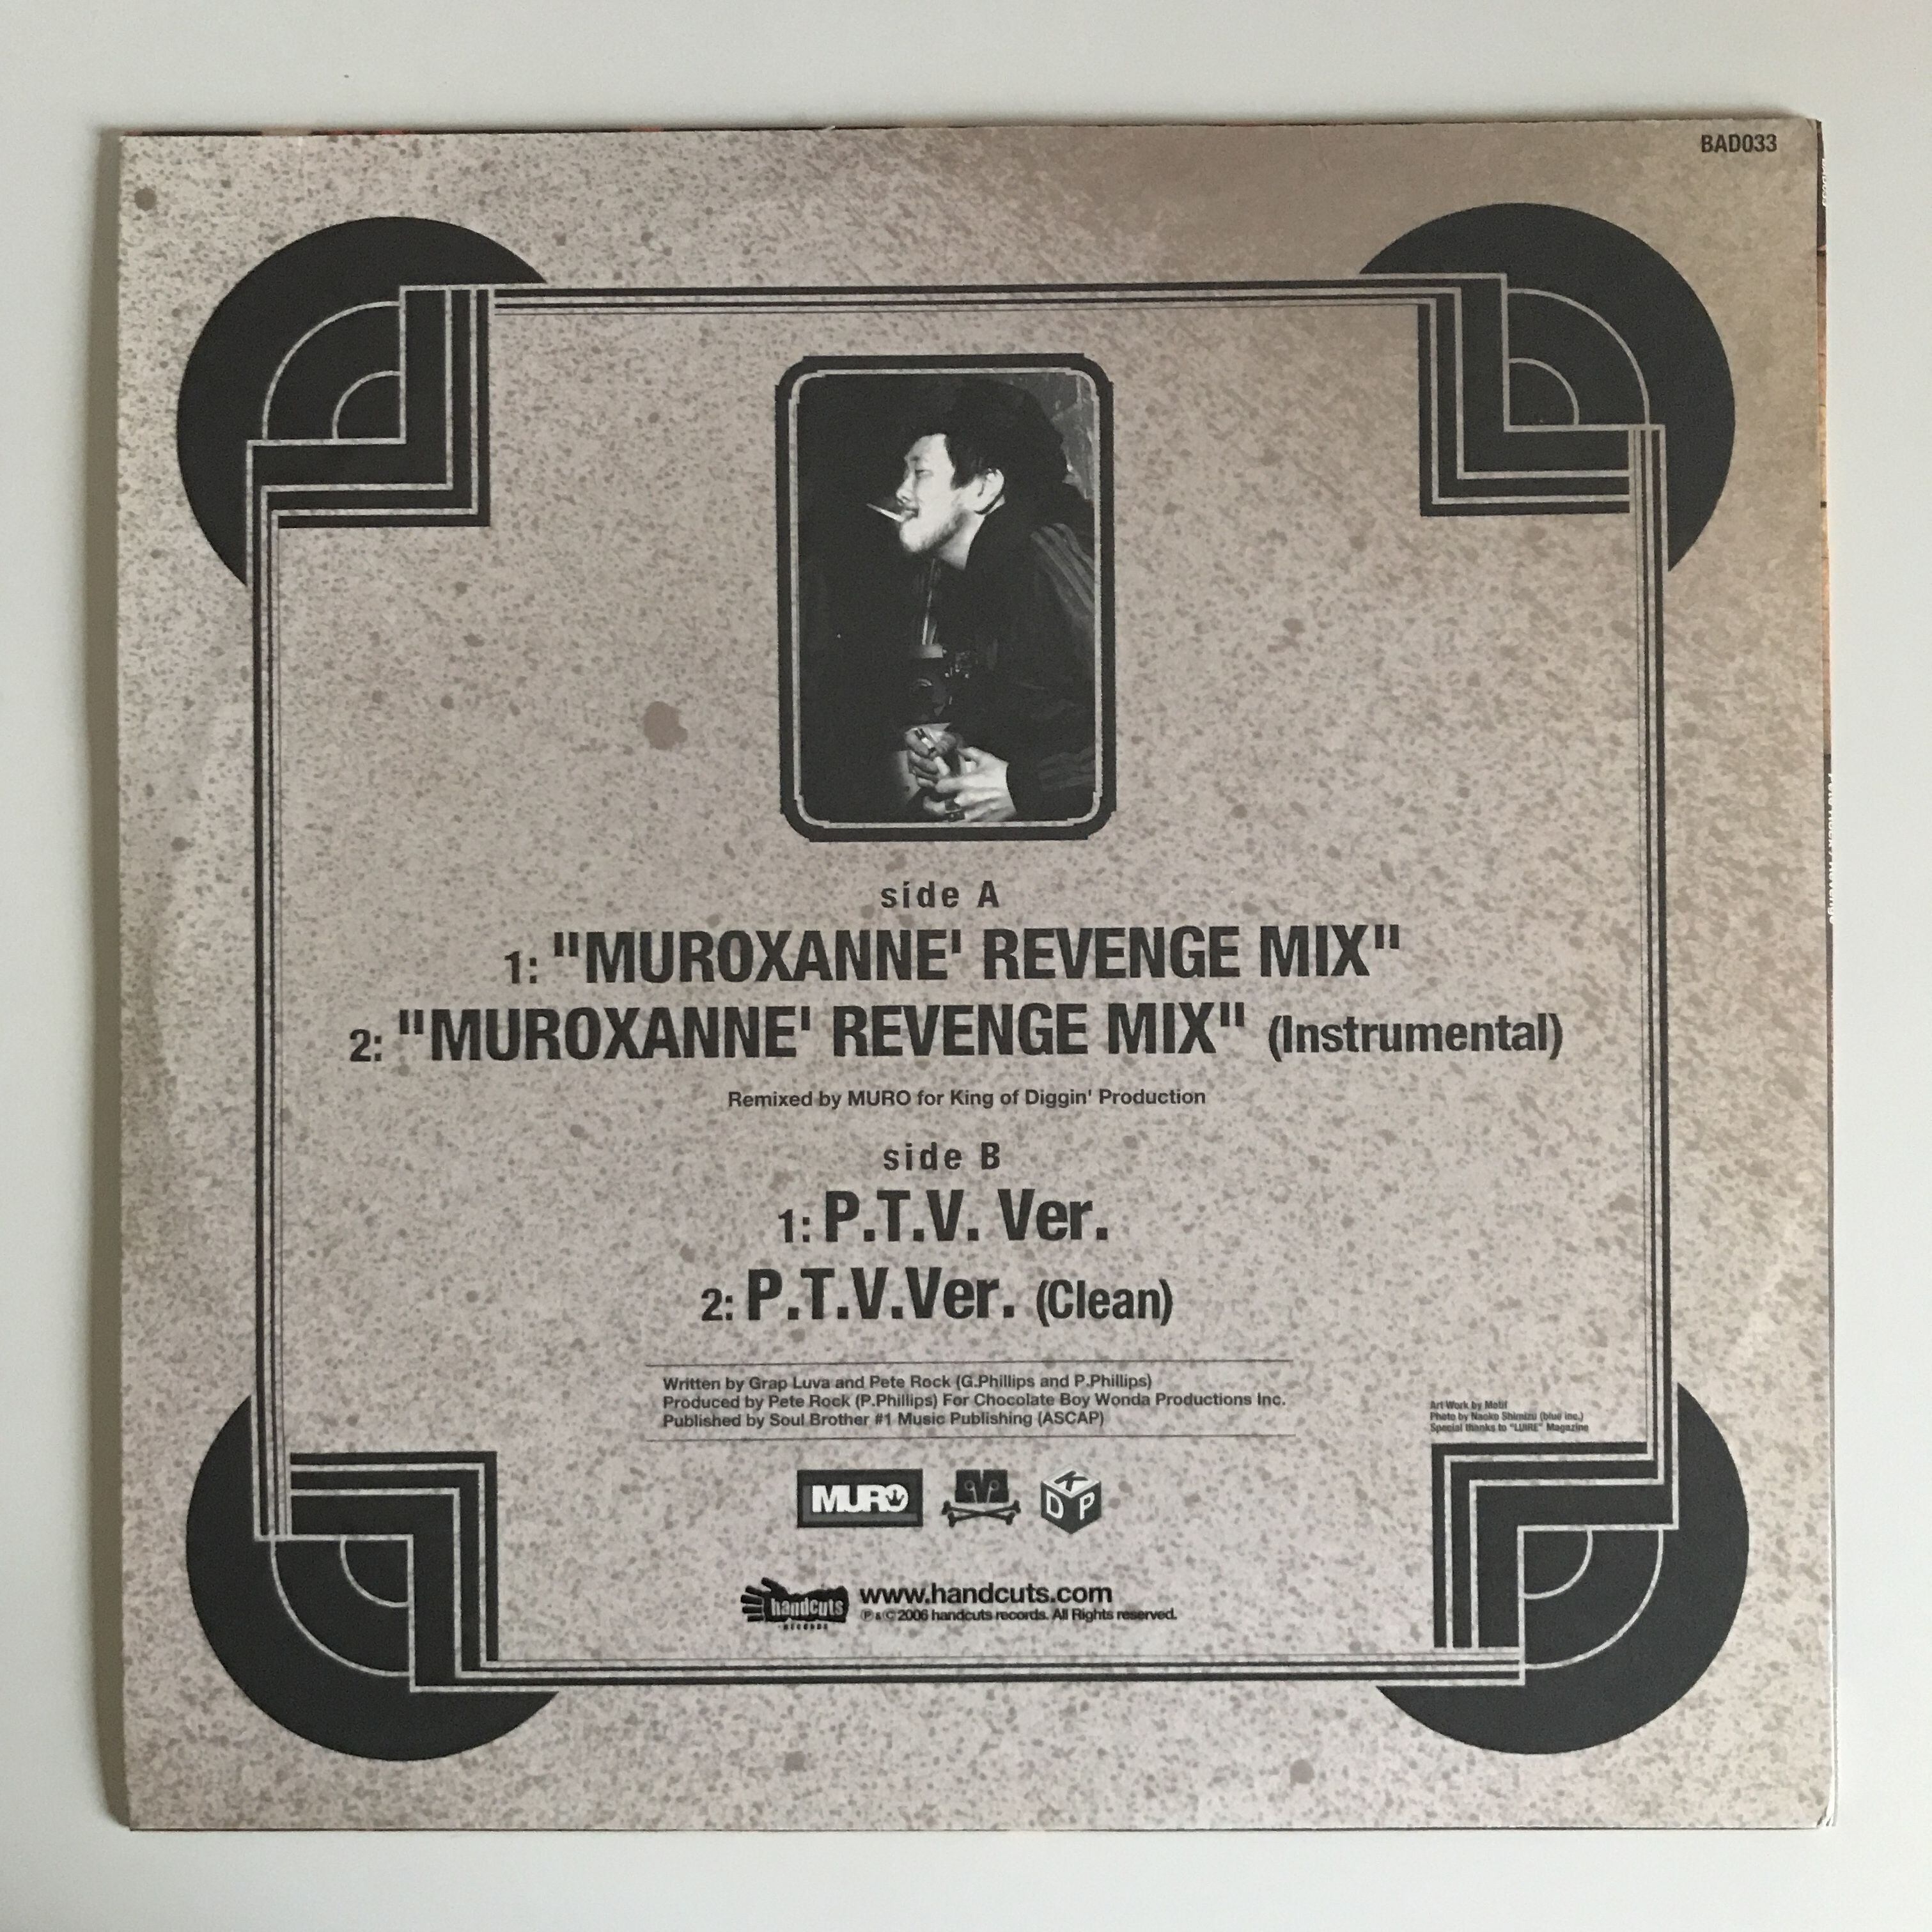 BAD033
side A
1: "MUROXANNE' REVENGE MIX"
2: "MUROXANNE' REVENGE MIX" (Instrumental)
Remixed by MURO for King of Diggin' Production
side B
1: P.T.V. Ver.
2: P.T.V.Ver. (Clean)
Written by Grap Luva and Pete Rock (G.Phillips and P.Phillips)
Produced by Pete Rock (P.Phillips) For Chocolate Boy Wonda Productions Inc.
Published by Soul Brother #1 Music Publishing (ASCAP)
Art Work by Motif
Photo by Naoko Shimizu (blue inc.)
Special thanks to "LUIRE" Magazine
MURO
K D P
handcuts
RECORDS
www.handcuts.com
Ⓟ & © 2006 handcuts records. All Rights reserved.